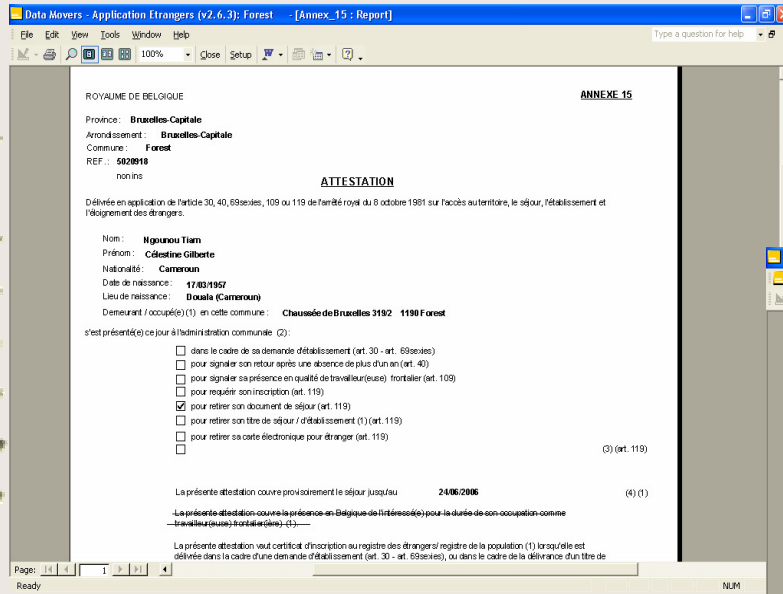 Data Movers - Application Etrangers (v2.6.3): Forest - [Annex_15 : Report]
File Edit View Tools Window Help
Type a question for help
100% Close Setup
ROYAUME DE BELGIQUE
ANNEXE 15
Province : Bruxelles-Capitale
Arrondissement : Bruxelles-Capitale
Commune : Forest
REF. : 5020918
non ins
ATTESTATION
Délivrée en application de l'article 30, 40, 69sexies, 109 ou 119 de l'arrêté royal du 8 octobre 1981 sur l'accès au territoire, le séjour, l'établissement et
l'éloignement des étrangers.
Nom : Ngounou Tiam
Prénom : Célestine Gilberte
Nationalité : Cameroun
Date de naissance : 17/03/1957
Lieu de naissance : Douala (Cameroun)
Demeurant / occupé(e) (1) en cette commune : Chaussée de Bruxelles 319/2 1190 Forest
s'est présenté(e) ce jour à l'administration communale (2) :
dans le cadre de sa demande d'établissement (art. 30 - art. 69sexies)
pour signaler son retour après une absence de plus d'un an (art. 40)
pour signaler sa présence en qualité de travailleur(euse) frontalier (art. 109)
pour requérir son inscription (art. 119)
pour retirer son document de séjour (art. 119)
pour retirer son titre de séjour / d'établissement (1) (art. 119)
pour retirer sa carte électronique pour étranger (art. 119)
(3) (art. 119)
La présente attestation couvre provisoirement le séjour jusqu'au 24/06/2006 (4) (1)
La présente attestation couvre la présence en Belgique de l'intéressé(e) pour la durée de son occupation comme
travailleur(euse) frontalier(ière) (1).
La présente attestation vaut certificat d'inscription au registre des étrangers/ registre de la population (1) lorsqu'elle est
délivrée dans la cadre d'une demande d'établissement (art. 30 - art. 69sexies), ou dans le cadre de la délivrance d'un titre de
Page: 1
Ready
NUM